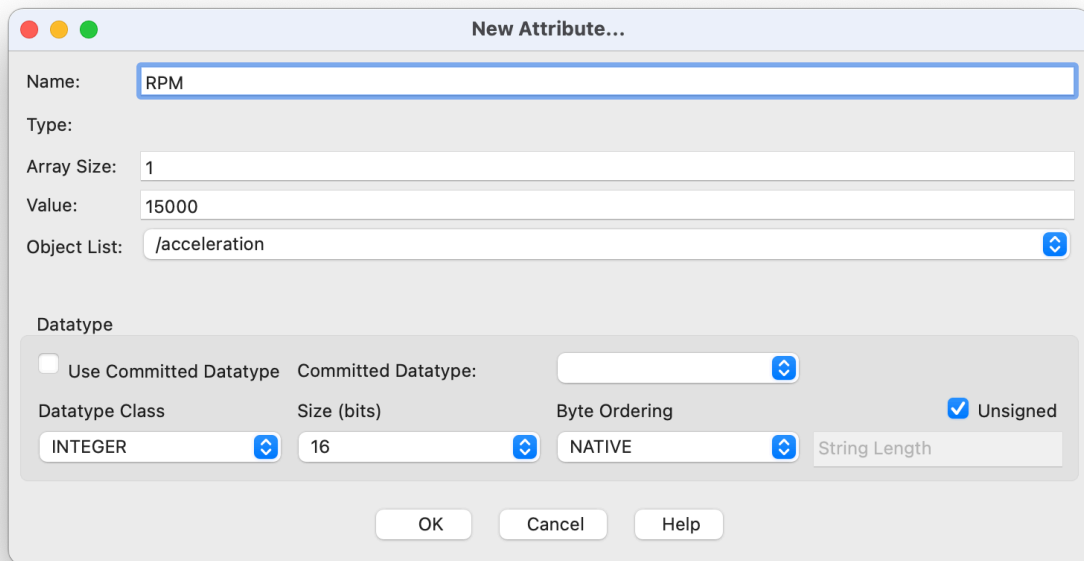 New Attribute...
Name: RPM
Type:
Array Size: 1
Value: 15000
Object List: /acceleration
Datatype
Use Committed Datatype Committed Datatype:
Datatype Class Size (bits) Byte Ordering Unsigned
INTEGER 16 NATIVE String Length
OK Cancel Help